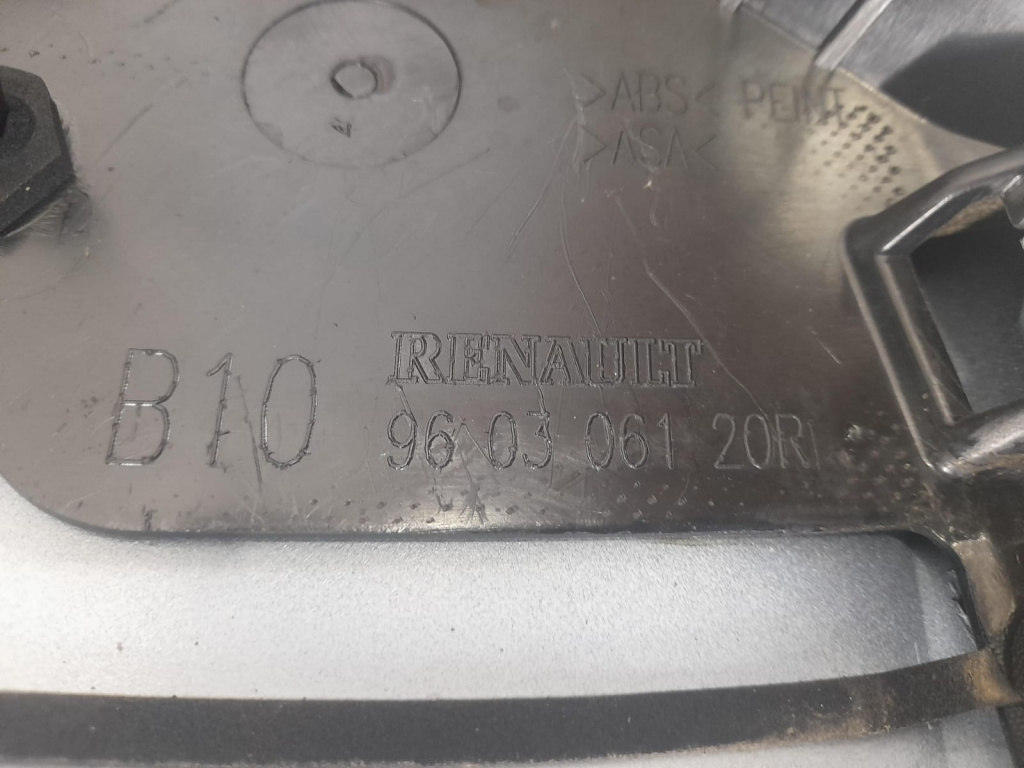 >ABS< PEINT
>ASA<
RENAULT
B10
96 03 061 20R